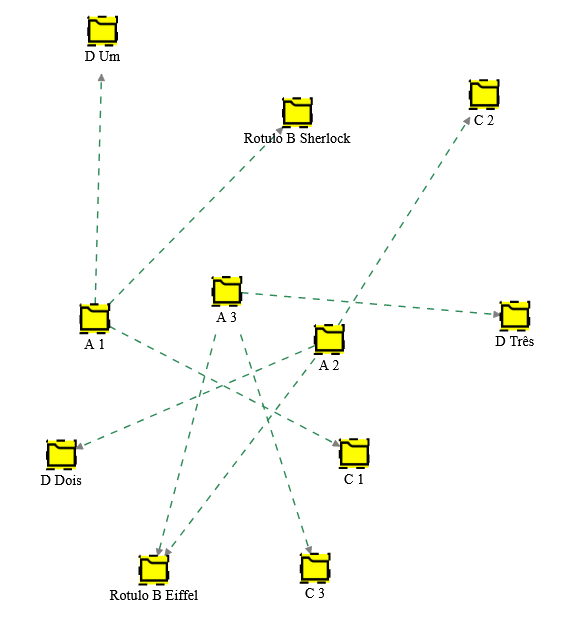 D Um
Rotulo B Sherlock
C 2
A 3
A 1
D Três
A 2
D Dois
C 1
Rotulo B Eiffel
C 3